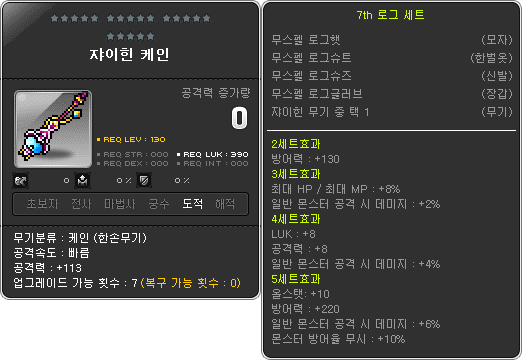 쟈이힌 케인
공격력 증가량
0
REQ LEV : 130
REQ STR : 000
REQ LUK : 390
REQ DEX : 000
REQ INT : 000
0
0 %
0 %
초보자 전사 마법사 궁수 도적 해적
무기분류 : 케인 (한손무기)
공격속도 : 빠름
공격력 : +113
업그레이드 가능 횟수 : 7 (복구 가능 횟수 : 0)
7th 로그 세트
무스펠 로그햇 (모자)
무스펠 로그슈트 (한벌옷)
무스펠 로그슈즈 (신발)
무스펠 로그글러브 (장갑)
쟈이힌 무기 중 택 1 (무기)
2세트효과
방어력 : +130
3세트효과
최대 HP / 최대 MP : +8%
일반 몬스터 공격 시 데미지 : +2%
4세트효과
LUK : +8
공격력 : +8
일반 몬스터 공격 시 데미지 : +4%
5세트효과
올스탯: +10
방어력 : +220
일반 몬스터 공격 시 데미지 : +6%
몬스터 방어율 무시 : +10%